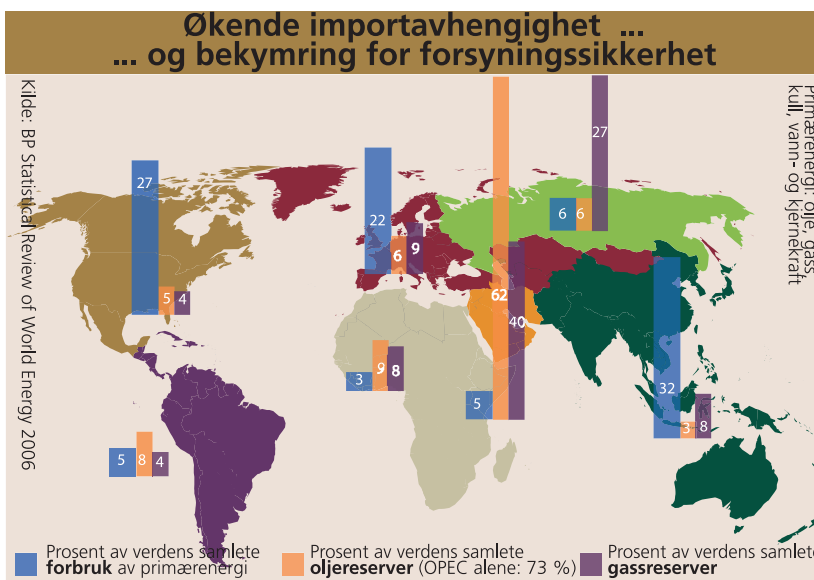 Økende importavhengighet ...
... og bekymring for forsyningssikkerhet
Kilde: BP Statistical Review of World Energy 2006
Primærenergi: olje, gass,
kull, vann- og kjernekraft
27
5
4
22
6
9
6
6
27
62
40
3
9
8
5
32
3
8
5
8
4
Prosent av verdens samlete
forbruk av primærenergi
Prosent av verdens samlete
oljereserver (OPEC alene: 73 %)
Prosent av verdens samlete
gassreserver